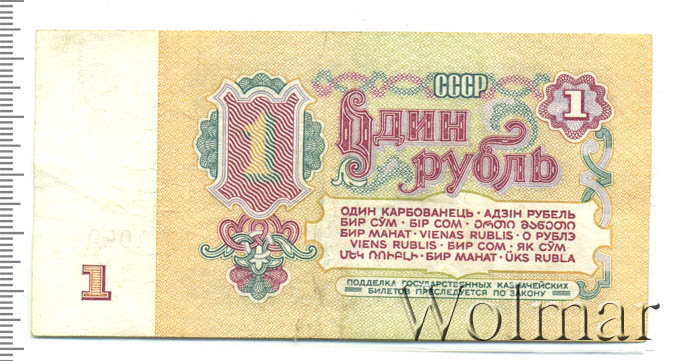 СССР
1
1
Один
рубль
ОДИН КАРБОВАНЕЦЬ · АДЗІН РУБЕЛЬ
БИР СЎМ · БІР СОМ · ᲔᲠᲗᲘ ᲛᲐᲜᲔᲗᲘ
БИР МАНАТ · VIENAS RUBLIS · О РУБЛЭ
VIENS RUBLIS · БИР СОМ · ЯК СЎМ
ՄԵԿ ՌՈՒԲԼԻ · БИР МАНАТ · ÜKS RUBLA
1
ПОДДЕЛКА ГОСУДАРСТВЕННЫХ КАЗНАЧЕЙСКИХ
БИЛЕТОВ ПРЕСЛЕДУЕТСЯ ПО ЗАКОНУ
Wolmar